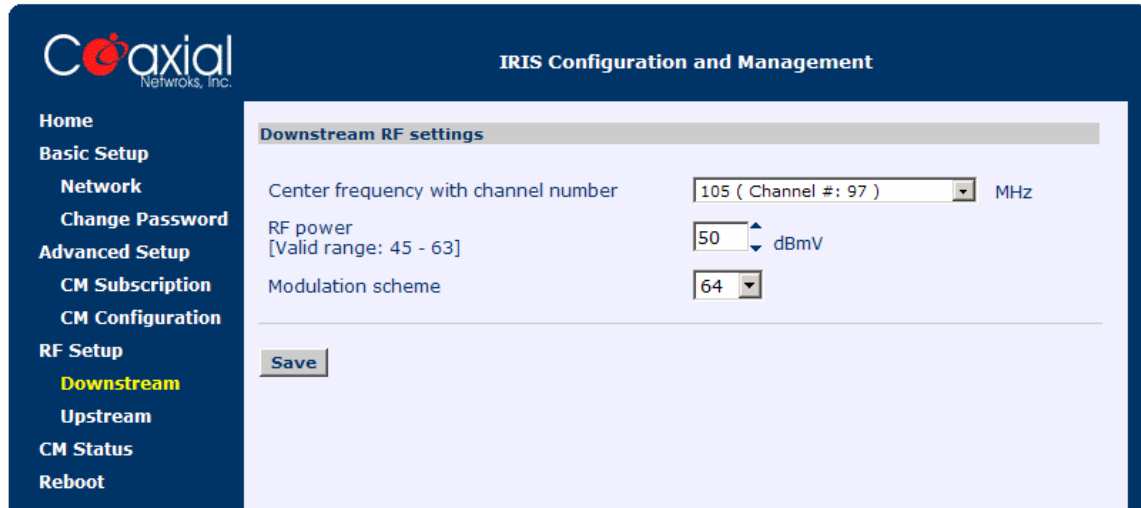 Coaxial
Netwroks, Inc.
IRIS Configuration and Management
Home
Basic Setup
Network
Change Password
Advanced Setup
CM Subscription
CM Configuration
RF Setup
Downstream
Upstream
CM Status
Reboot
Downstream RF settings
Center frequency with channel number 105 ( Channel #: 97 ) MHz
RF power
[Valid range: 45 - 63] 50 dBmV
Modulation scheme 64
Save